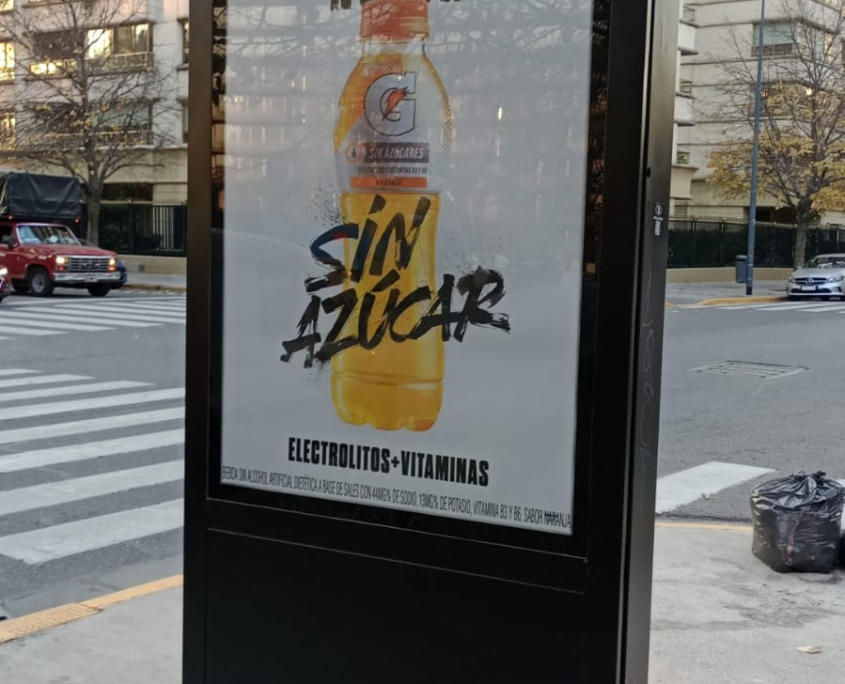 G
SIN AZÚCARES
NARANJA
SIN
AZÚCAR
ELECTROLITOS+VITAMINAS
BEBIDA SIN ALCOHOL ARTIFICIAL DIETÉTICA A BASE DE SALES CON 44MG% DE SODIO, 13MG% DE POTASIO, VITAMINA B3 Y B6, SABOR NARANJA